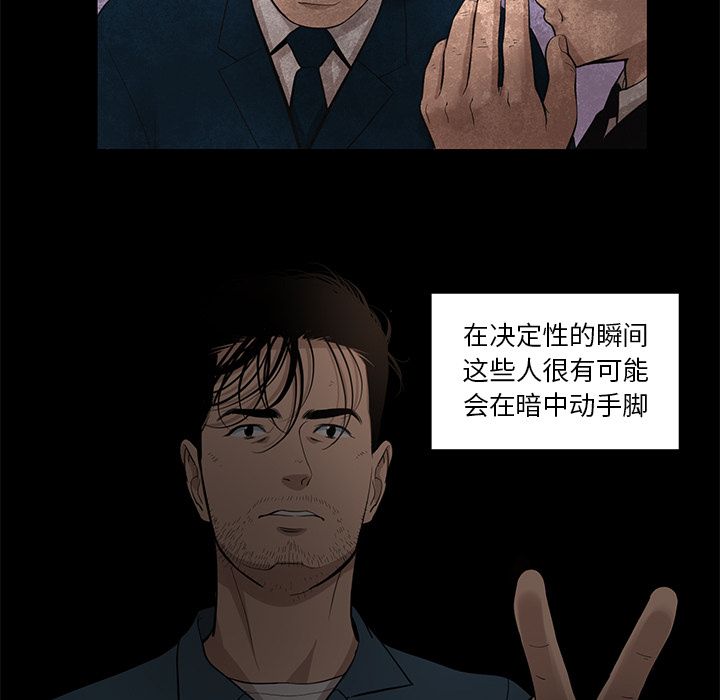 在决定性的瞬间
这些人很有可能
会在暗中动手脚